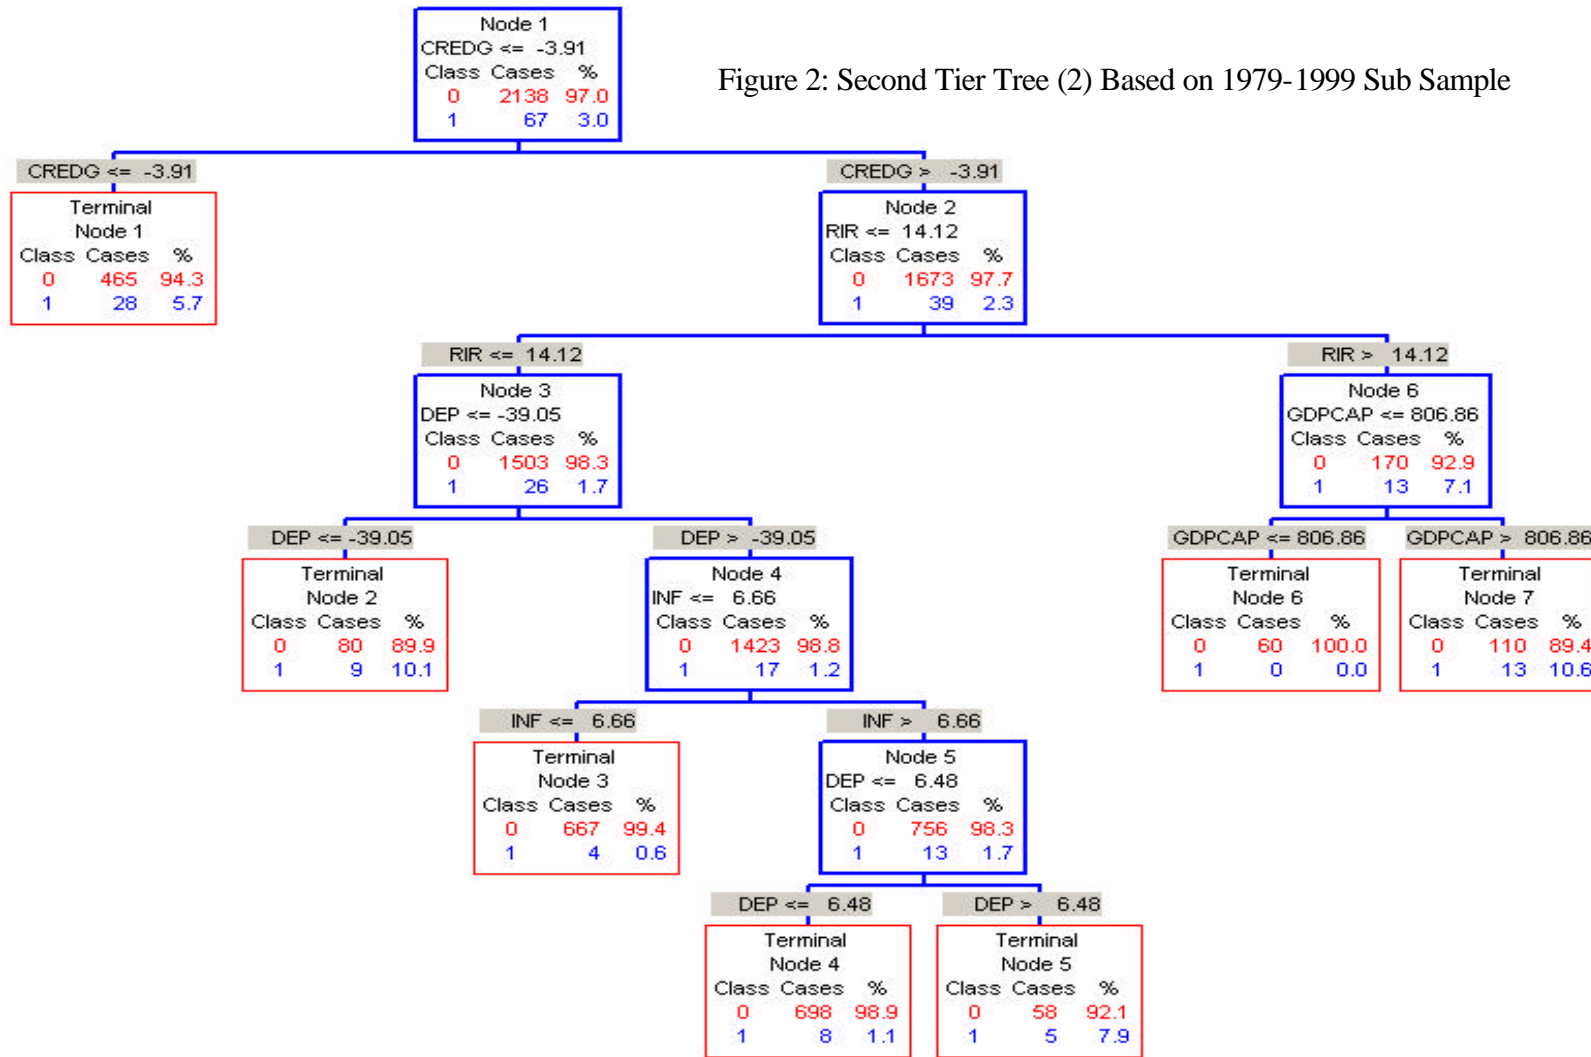 Node 1
CREDG <= -3.91
Class Cases %
0 2138 97.0
1 67 3.0
Figure 2: Second Tier Tree (2) Based on 1979-1999 Sub Sample
CREDG <= -3.91
Terminal
Node 1
Class Cases %
0 465 94.3
1 28 5.7
CREDG > -3.91
Node 2
RIR <= 14.12
Class Cases %
0 1673 97.7
1 39 2.3
RIR <= 14.12
Node 3
DEP <= -39.05
Class Cases %
0 1503 98.3
1 26 1.7
RIR > 14.12
Node 6
GDPCAP <= 806.86
Class Cases %
0 170 92.9
1 13 7.1
DEP <= -39.05
Terminal
Node 2
Class Cases %
0 80 89.9
1 9 10.1
DEP > -39.05
Node 4
INF <= 6.66
Class Cases %
0 1423 98.8
1 17 1.2
GDPCAP <= 806.86
Terminal
Node 6
Class Cases %
0 60 100.0
1 0 0.0
GDPCAP > 806.86
Terminal
Node 7
Class Cases %
0 110 89.4
1 13 10.6
INF <= 6.66
Terminal
Node 3
Class Cases %
0 667 99.4
1 4 0.6
INF > 6.66
Node 5
DEP <= 6.48
Class Cases %
0 756 98.3
1 13 1.7
DEP <= 6.48
Terminal
Node 4
Class Cases %
0 698 98.9
1 8 1.1
DEP > 6.48
Terminal
Node 5
Class Cases %
0 58 92.1
1 5 7.9